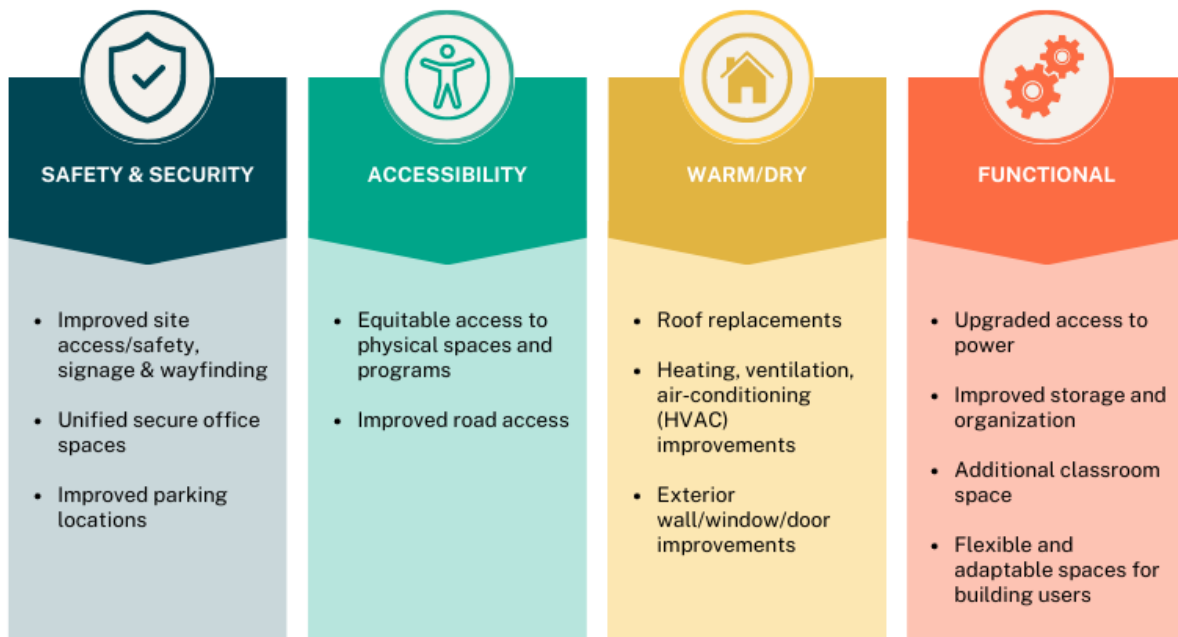 SAFETY & SECURITY
• Improved site
access/safety,
signage & wayfinding
• Unified secure office
spaces
• Improved parking
locations
ACCESSIBILITY
• Equitable access to
physical spaces and
programs
• Improved road access
WARM/DRY
• Roof replacements
• Heating, ventilation,
air-conditioning
(HVAC)
improvements
• Exterior
wall/window/door
improvements
FUNCTIONAL
• Upgraded access to
power
• Improved storage and
organization
• Additional classroom
space
• Flexible and
adaptable spaces for
building users